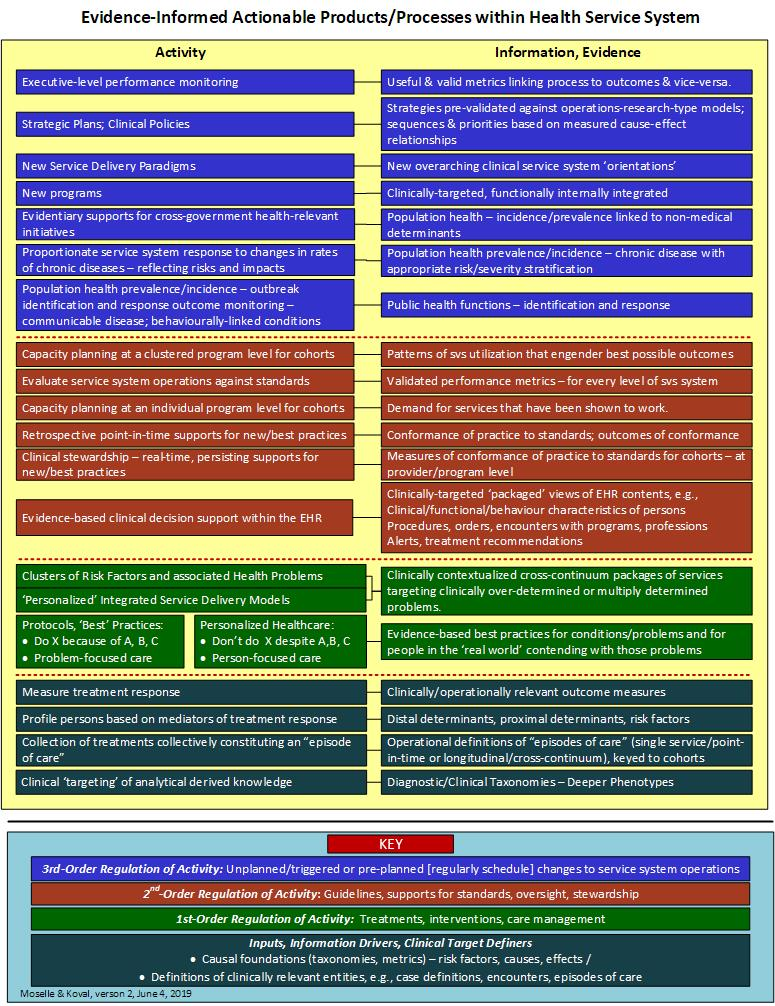 Evidence-Informed Actionable Products/Processes within Health Service System
Activity
Information, Evidence
Executive-level performance monitoring
Useful & valid metrics linking process to outcomes & vice-versa.
Strategic Plans; Clinical Policies
Strategies pre-validated against operations-research-type models;
sequences & priorities based on measured cause-effect
relationships
New Service Delivery Paradigms
New overarching clinical service system ‘orientations’
New programs
Clinically-targeted, functionally internally integrated
Evidentiary supports for cross-government health-relevant
initiatives
Population health – incidence/prevalence linked to non-medical
determinants
Proportionate service system response to changes in rates
of chronic diseases – reflecting risks and impacts
Population health prevalence/incidence – chronic disease with
appropriate risk/severity stratification
Population health prevalence/incidence – outbreak
identification and response outcome monitoring –
communicable disease; behaviourally-linked conditions
Public health functions – identification and response
Capacity planning at a clustered program level for cohorts
Patterns of svs utilization that engender best possible outcomes
Evaluate service system operations against standards
Validated performance metrics – for every level of svs system
Capacity planning at an individual program level for cohorts
Demand for services that have been shown to work.
Retrospective point-in-time supports for new/best practices
Conformance of practice to standards; outcomes of conformance
Clinical stewardship – real-time, persisting supports for
new/best practices
Measures of conformance of practice to standards for cohorts – at
provider/program level
Evidence-based clinical decision support within the EHR
Clinically-targeted ‘packaged’ views of EHR contents, e.g.,
Clinical/functional/behaviour characteristics of persons
Procedures, orders, encounters with programs, professions
Alerts, treatment recommendations
Clusters of Risk Factors and associated Health Problems
‘Personalized’ Integrated Service Delivery Models
Clinically contextualized cross-continuum packages of services
targeting clinically over-determined or multiply determined
problems.
Protocols, ‘Best’ Practices:
• Do X because of A, B, C
• Problem-focused care
Personalized Healthcare:
• Don’t do X despite A,B, C
• Person-focused care
Evidence-based best practices for conditions/problems and for
people in the ‘real world’ contending with those problems
Measure treatment response
Clinically/operationally relevant outcome measures
Profile persons based on mediators of treatment response
Distal determinants, proximal determinants, risk factors
Collection of treatments collectively constituting an “episode
of care”
Operational definitions of “episodes of care” (single service/point-
in-time or longitudinal/cross-continuum), keyed to cohorts
Clinical ‘targeting’ of analytical derived knowledge
Diagnostic/Clinical Taxonomies – Deeper Phenotypes
KEY
3rd-Order Regulation of Activity: Unplanned/triggered or pre-planned [regularly schedule] changes to service system operations
2nd-Order Regulation of Activity: Guidelines, supports for standards, oversight, stewardship
1st-Order Regulation of Activity: Treatments, interventions, care management
Inputs, Information Drivers, Clinical Target Definers
• Causal foundations (taxonomies, metrics) – risk factors, causes, effects /
• Definitions of clinically relevant entities, e.g., case definitions, encounters, episodes of care
Moselle & Koval, verson 2, June 4, 2019